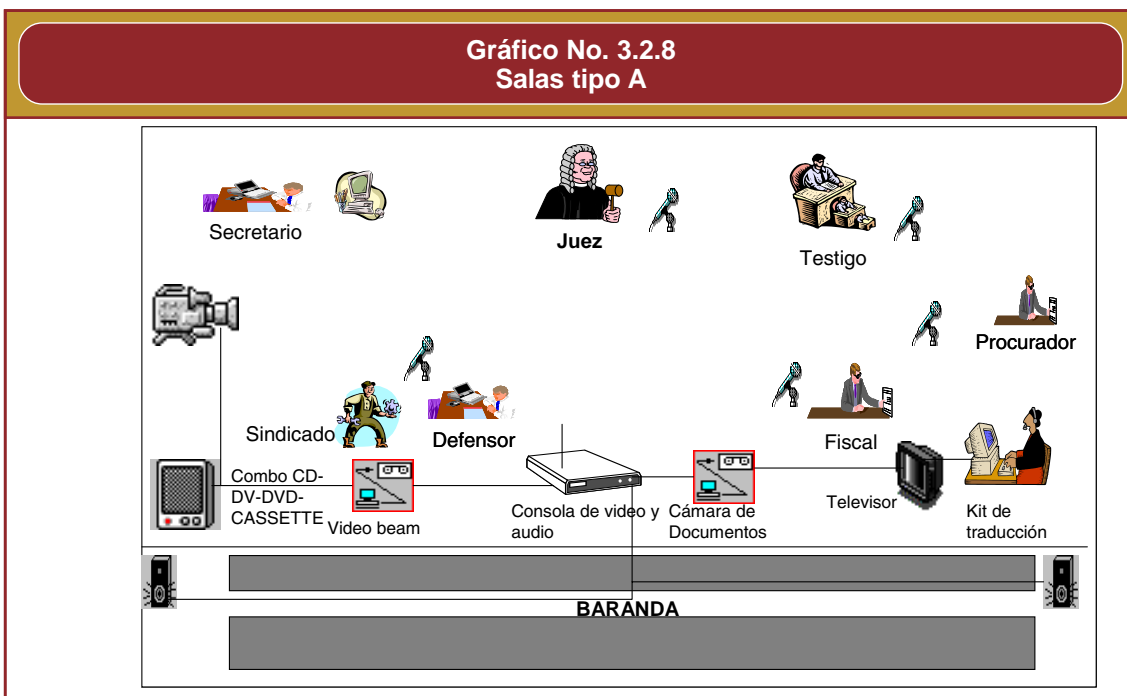 Gráfico No. 3.2.8
Salas tipo A
Secretario
Juez
Testigo
Procurador
Sindicado
Defensor
Fiscal
Combo CD-
DV-DVD-
CASSETTE
Video beam
Consola de video y
audio
Cámara de
Documentos
Televisor
Kit de
traducción
BARANDA